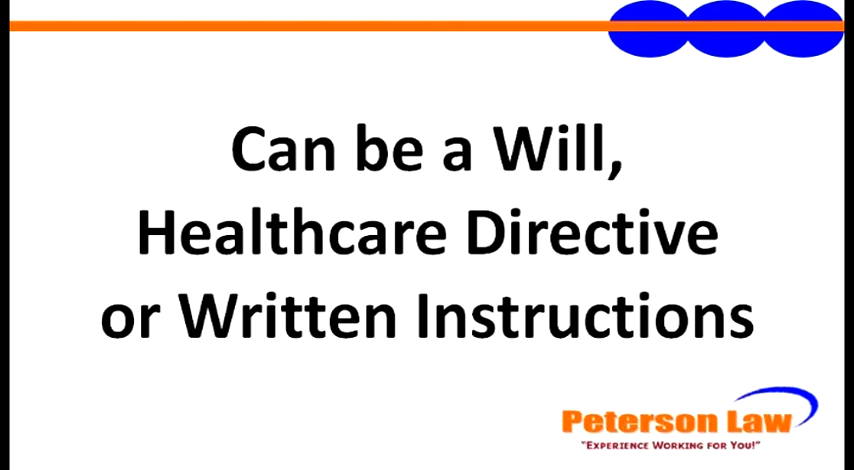 Can be a Will,
Healthcare Directive
or Written Instructions
Peterson Law
"Experience Working for You!"